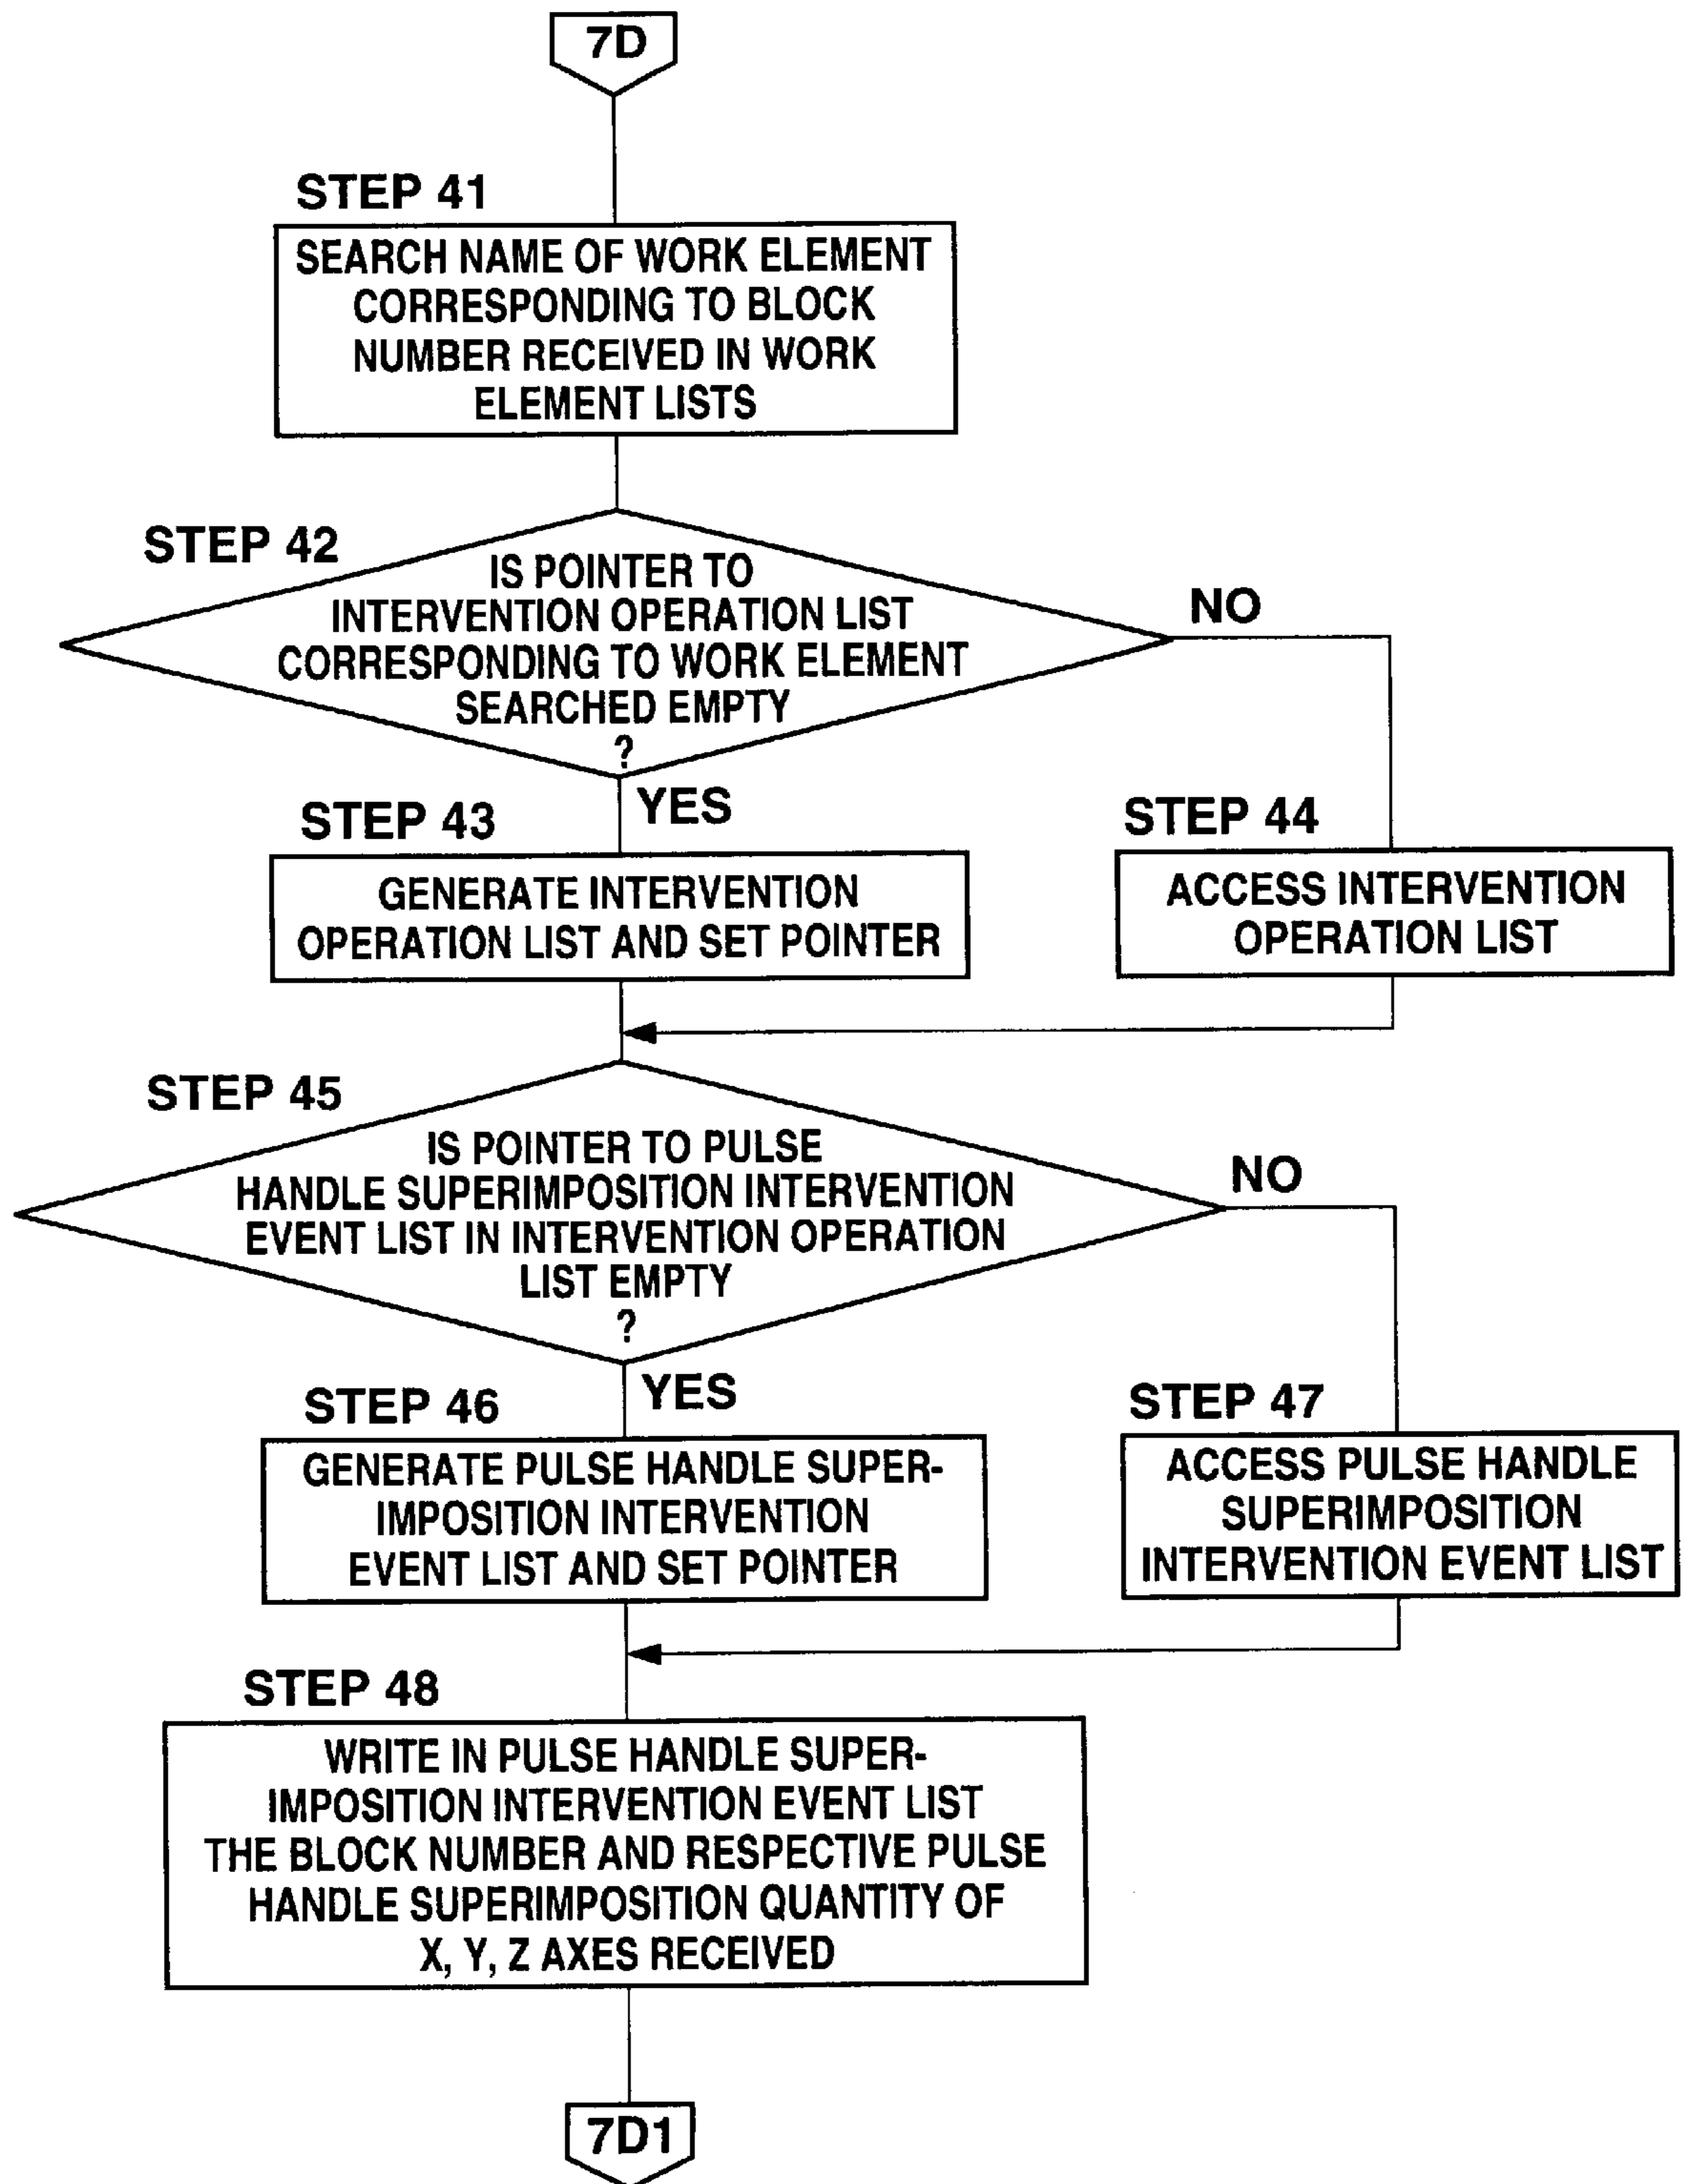 7D
STEP 41
SEARCH NAME OF WORK ELEMENT
CORRESPONDING TO BLOCK
NUMBER RECEIVED IN WORK
ELEMENT LISTS
STEP 42
IS POINTER TO
INTERVENTION OPERATION LIST
CORRESPONDING TO WORK ELEMENT
SEARCHED EMPTY
?
NO
YES
STEP 43
GENERATE INTERVENTION
OPERATION LIST AND SET POINTER
STEP 44
ACCESS INTERVENTION
OPERATION LIST
STEP 45
IS POINTER TO PULSE
HANDLE SUPERIMPOSITION INTERVENTION
EVENT LIST IN INTERVENTION OPERATION
LIST EMPTY
?
NO
YES
STEP 46
GENERATE PULSE HANDLE SUPER-
IMPOSITION INTERVENTION
EVENT LIST AND SET POINTER
STEP 47
ACCESS PULSE HANDLE
SUPERIMPOSITION
INTERVENTION EVENT LIST
STEP 48
WRITE IN PULSE HANDLE SUPER-
IMPOSITION INTERVENTION EVENT LIST
THE BLOCK NUMBER AND RESPECTIVE PULSE
HANDLE SUPERIMPOSITION QUANTITY OF
X, Y, Z AXES RECEIVED
7D1